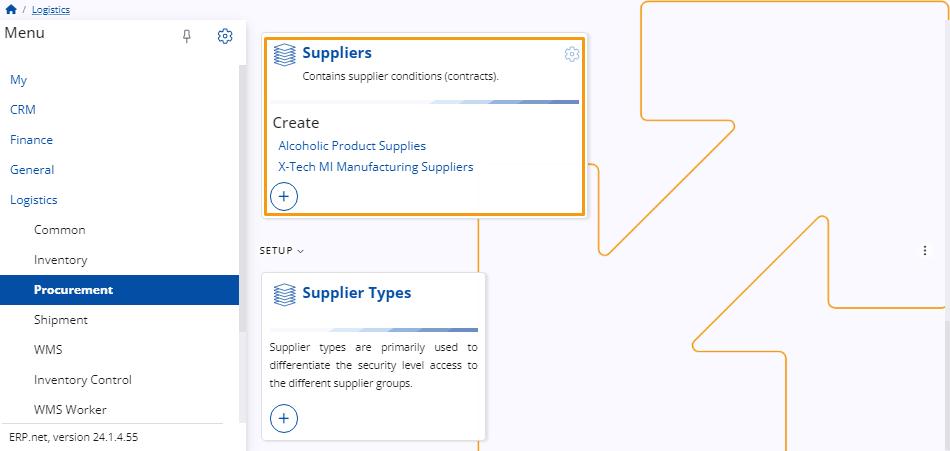 / Logistics
Menu
My
CRM
Finance
General
Logistics
Common
Inventory
Procurement
Shipment
WMS
Inventory Control
WMS Worker
ERP.net, version 24.1.4.55
Suppliers
Contains supplier conditions (contracts).
Create
Alcoholic Product Supplies
X-Tech MI Manufacturing Suppliers
SETUP
Supplier Types
Supplier types are primarily used to
differentiate the security level access to
the different supplier groups.